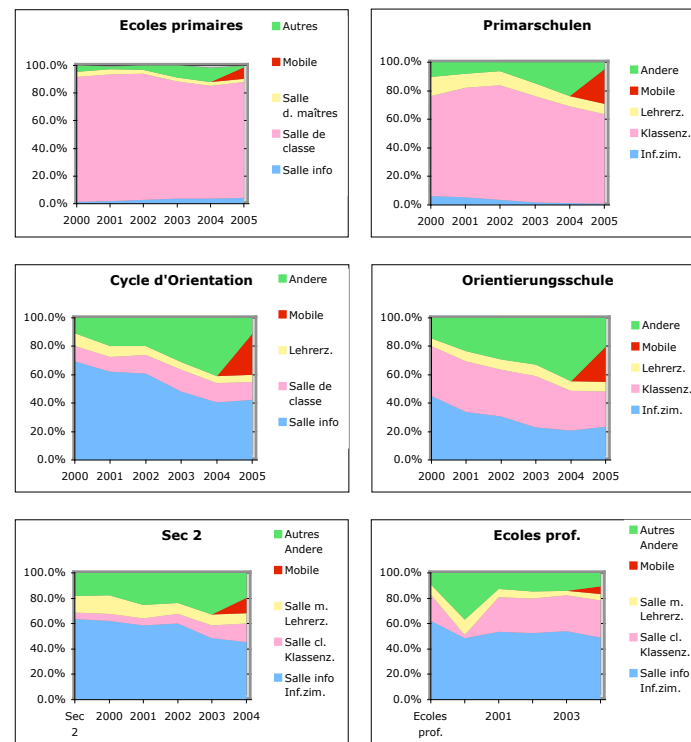 Ecoles primaires
100.0%
80.0%
60.0%
40.0%
20.0%
0.0%
2000 2001 2002 2003 2004 2005
Autres
Mobile
Salle
d. maîtres
Salle de
classe
Salle info
Primarschulen
100.0%
80.0%
60.0%
40.0%
20.0%
0.0%
2000 2001 2002 2003 2004 2005
Andere
Mobile
Lehrerz.
Klassenz.
Inf.zim.
Cycle d'Orientation
100.0%
80.0%
60.0%
40.0%
20.0%
0.0%
2000 2001 2002 2003 2004 2005
Andere
Mobile
Lehrerz.
Salle de
classe
Salle info
Orientierungsschule
100.0%
80.0%
60.0%
40.0%
20.0%
0.0%
2000 2001 2002 2003 2004 2005
Andere
Mobile
Lehrerz.
Klassenz.
Inf.zim.
Sec 2
100.0%
80.0%
60.0%
40.0%
20.0%
0.0%
Sec 2000 2001 2002 2003 2004
2
Autres
Andere
Mobile
Salle m.
Lehrerz.
Salle cl.
Klassenz.
Salle info
Inf.zim.
Ecoles prof.
100.0%
80.0%
60.0%
40.0%
20.0%
0.0%
Ecoles 2001 2003
prof.
Autres
Andere
Mobile
Salle m.
Lehrerz.
Salle cl.
Klassenz.
Salle info
Inf.zim.